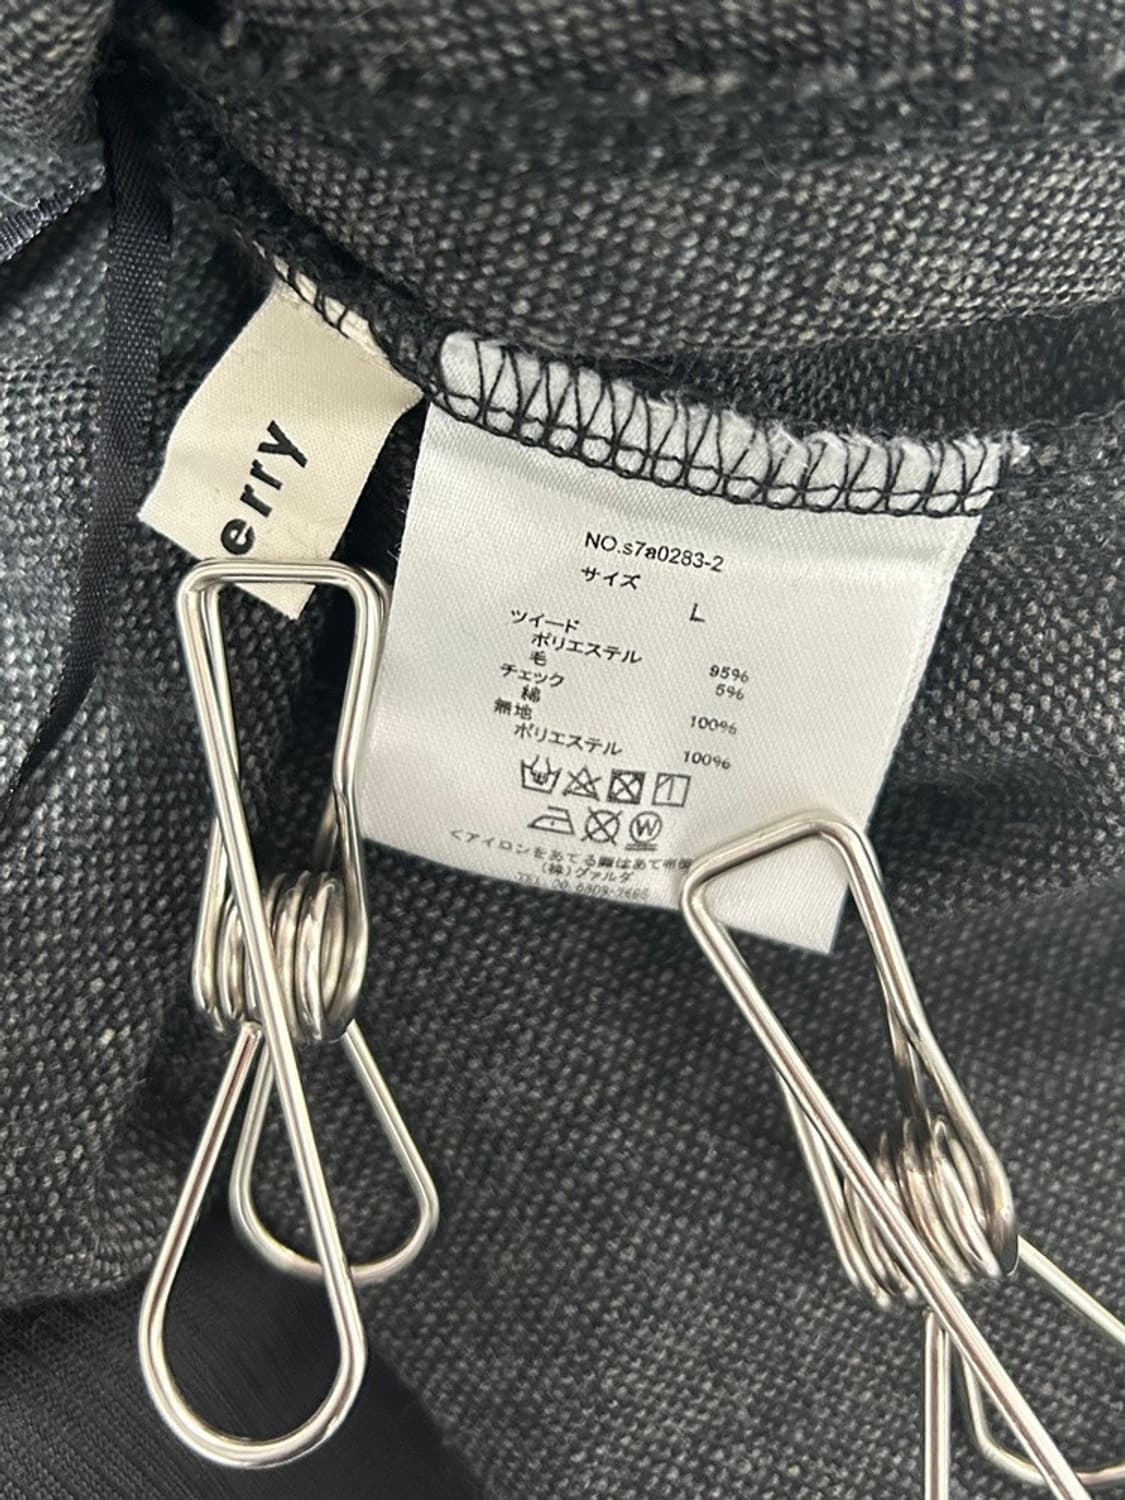 erry
NO.s7a0283-2
サイズ
L
ツイード
ポリエステル 95%
毛 5%
チェック
綿 100%
無地
ポリエステル 100%
W
<アイロンをあてる際はあて布
(株)ヴァルダ
TEL